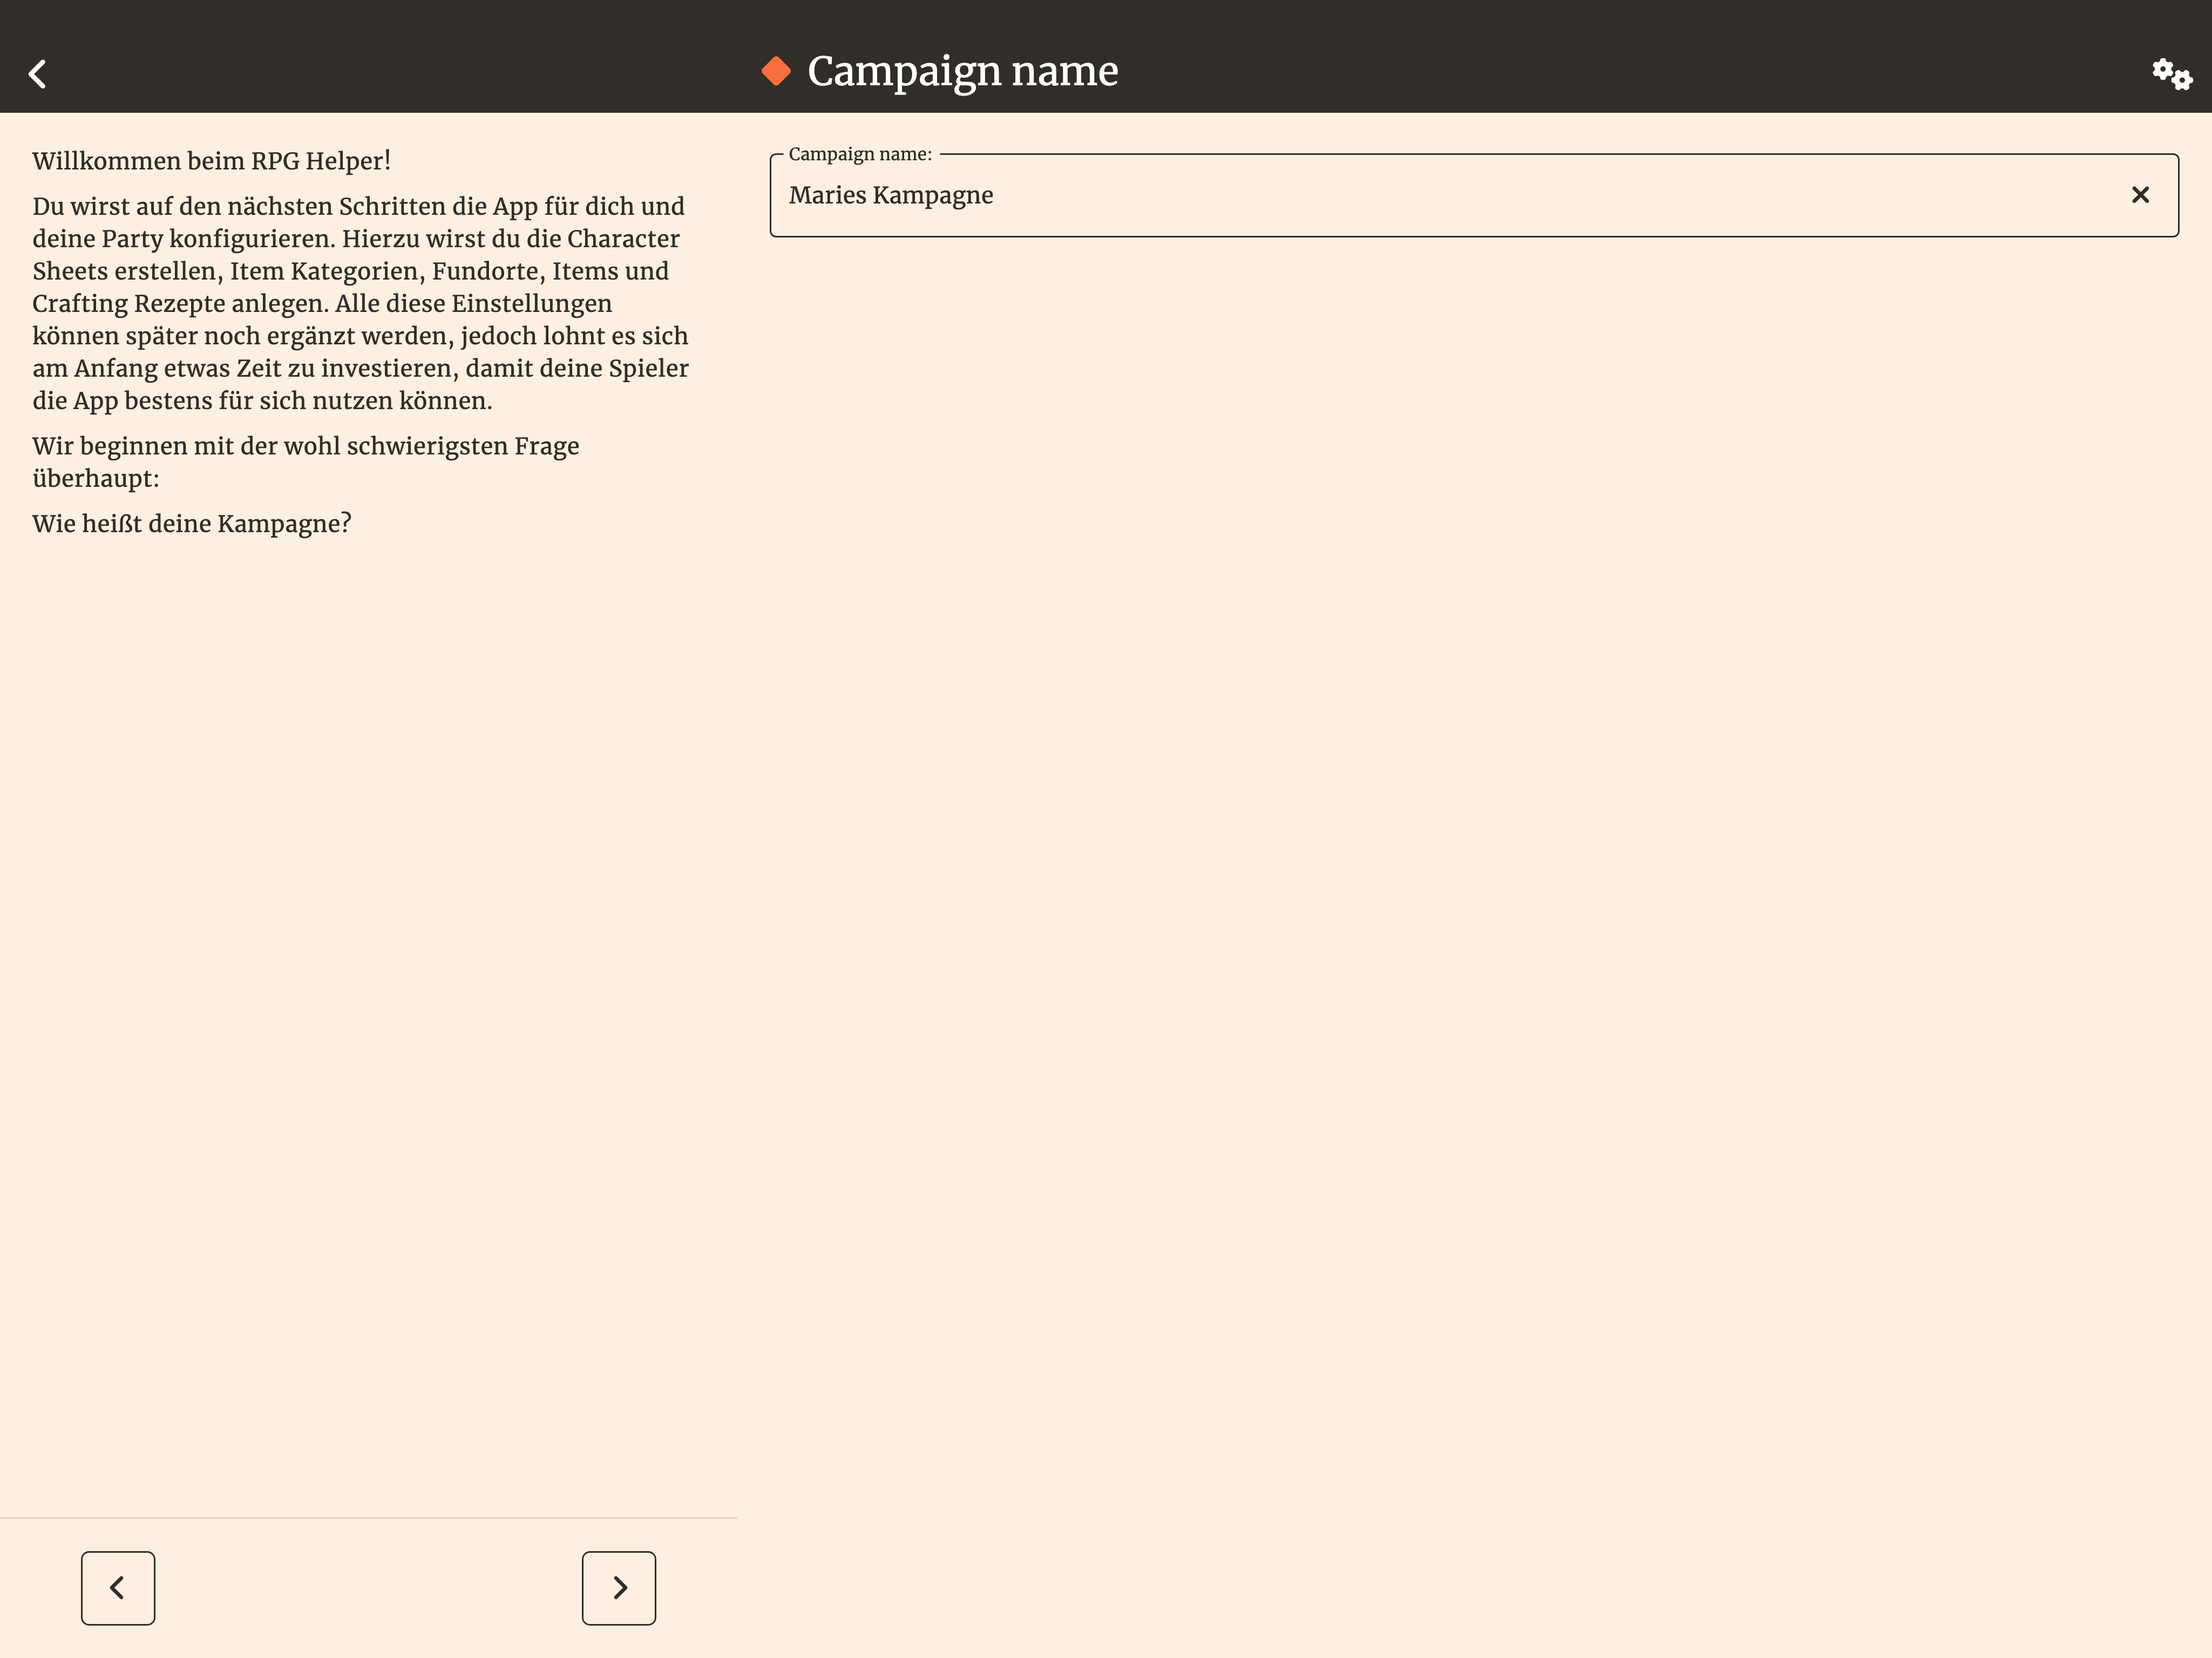 Campaign name
Willkommen beim RPG Helper!
Du wirst auf den nächsten Schritten die App für dich und
deine Party konfigurieren. Hierzu wirst du die Character
Sheets erstellen, Item Kategorien, Fundorte, Items und
Crafting Rezepte anlegen. Alle diese Einstellungen
können später noch ergänzt werden, jedoch lohnt es sich
am Anfang etwas Zeit zu investieren, damit deine Spieler
die App bestens für sich nutzen können.
Wir beginnen mit der wohl schwierigsten Frage
überhaupt:
Wie heißt deine Kampagne?
Campaign name:
Maries Kampagne